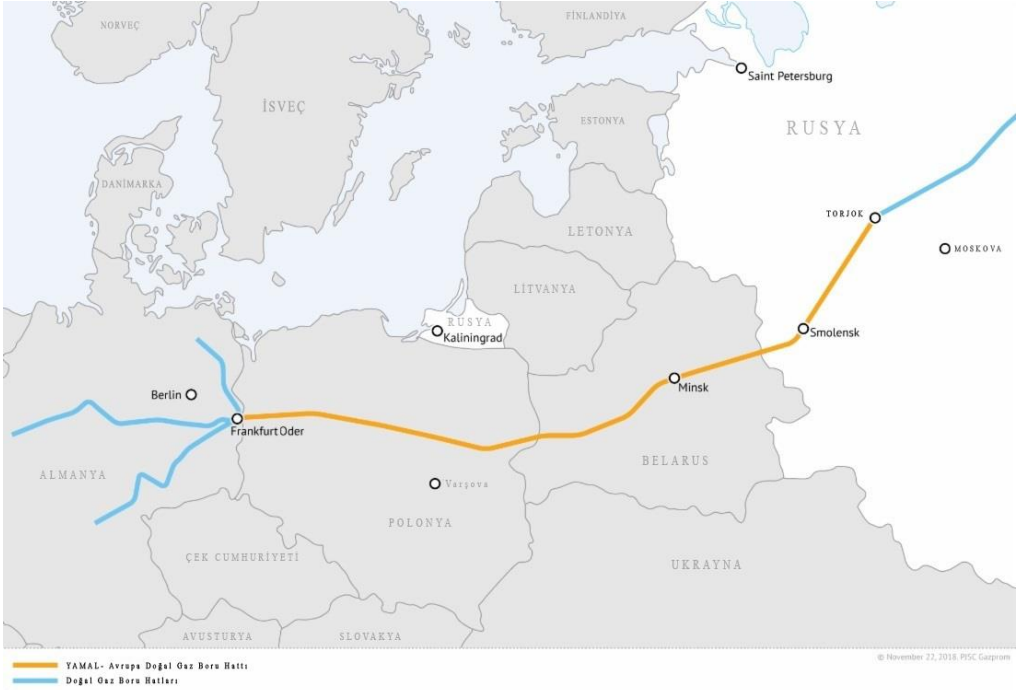 NORVEÇ
FİNLANDİYA
Saint Petersburg
İSVEÇ
ESTONYA
RUSYA
DANİMARKA
TORJOK
LETONYA
MOSKOVA
LİTVANYA
RUSYA
Kaliningrad
Smolensk
Minsk
Berlin
Frankfurt Oder
BELARUS
ALMANYA
Varşova
POLONYA
ÇEK CUMHURİYETİ
UKRAYNA
AVUSTURYA
SLOVAKYA
© November 22, 2018, PJSC Gazprom
YAMAL- Avrupa Doğal Gaz Boru Hattı
Doğal Gaz Boru Hatları